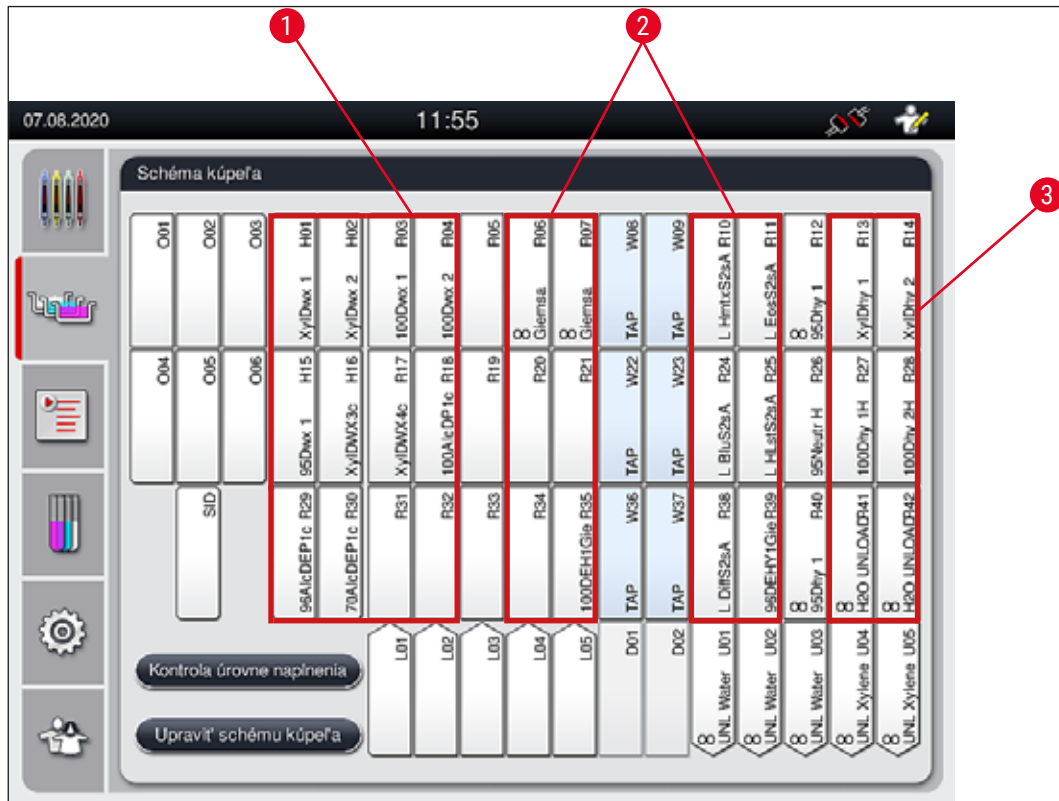 1
2
3
07.08.2020
11:55
Schéma kúpeľa
O01
O02
O03
XylDwx 1 H01
XylDwx 2 H02
100Dwx 1 R03
100Dwx 2 R04
R05
∞ Giemsa R06
∞ Giemsa R07
TAP W08
TAP W09
L HmtxS2sA R10
L EosS2sA R11
∞ 95Dhy 1 R12
XylDhy 1 R13
XylDhy 2 R14
O04
O05
O06
95Dwx 1 H15
XylDWX3c H16
XylDWX4c R17
100AlcDP1c R18
R19
R20
R21
TAP W22
TAP W23
L BluS2sA R24
L HLstS2sA R25
95Neutr H R26
100Dhy 1H R27
100Dhy 2H R28
SID
96AlcDEP1c R29
70AlcDEP1c R30
R31
R32
R33
R34
100DEH1Gie R35
TAP W36
TAP W37
L DiffS2sA R38
96DEHY1Gie R39
∞ 95Dhy 1 R40
∞ H2O UNLOAD R41
∞ H2O UNLOAD R42
L01
L02
L03
L04
L05
D01
D02
∞ UNL Water U01
∞ UNL Water U02
∞ UNL Water U03
∞ UNL Xylene U04
∞ UNL Xylene U05
Kontrola úrovne naplnenia
Upraviť schému kúpeľa